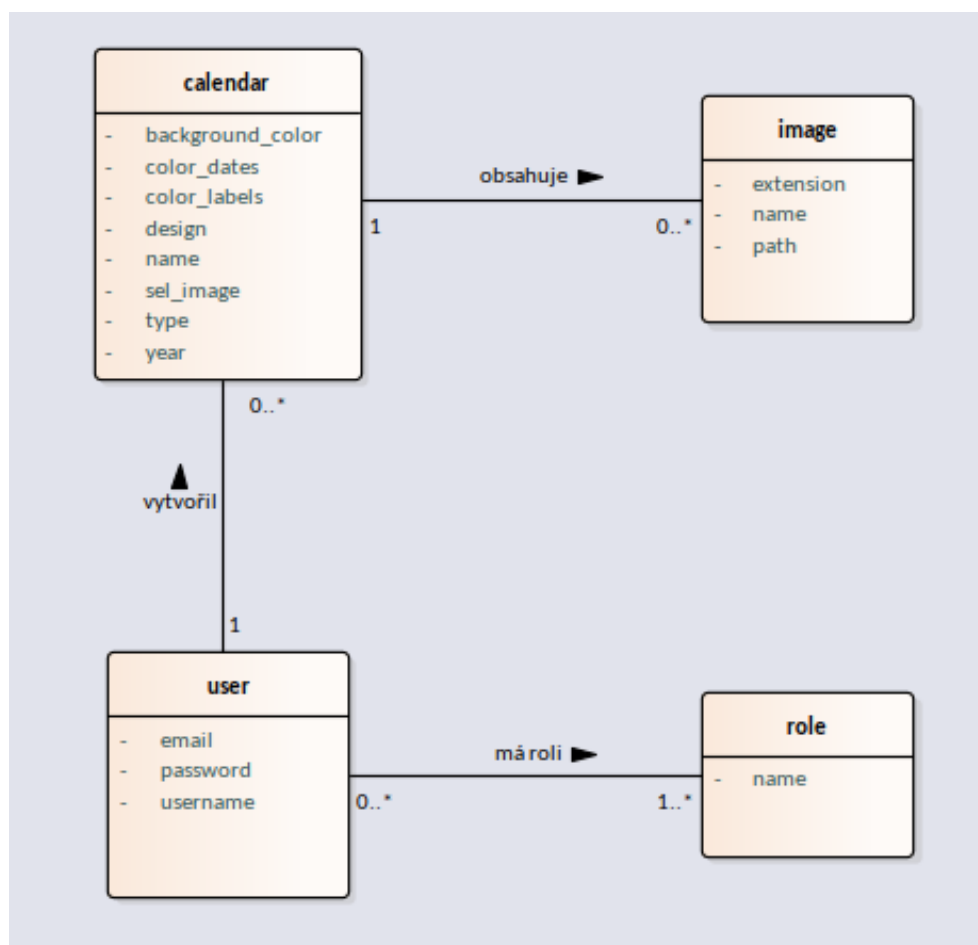 calendar
- background_color
- color_dates
- color_labels
- design
- name
- sel_image
- type
- year
obsahuje
1
0..*
image
- extension
- name
- path
0..*
vytvořil
1
user
- email
- password
- username
má roli
0..*
1..*
role
- name